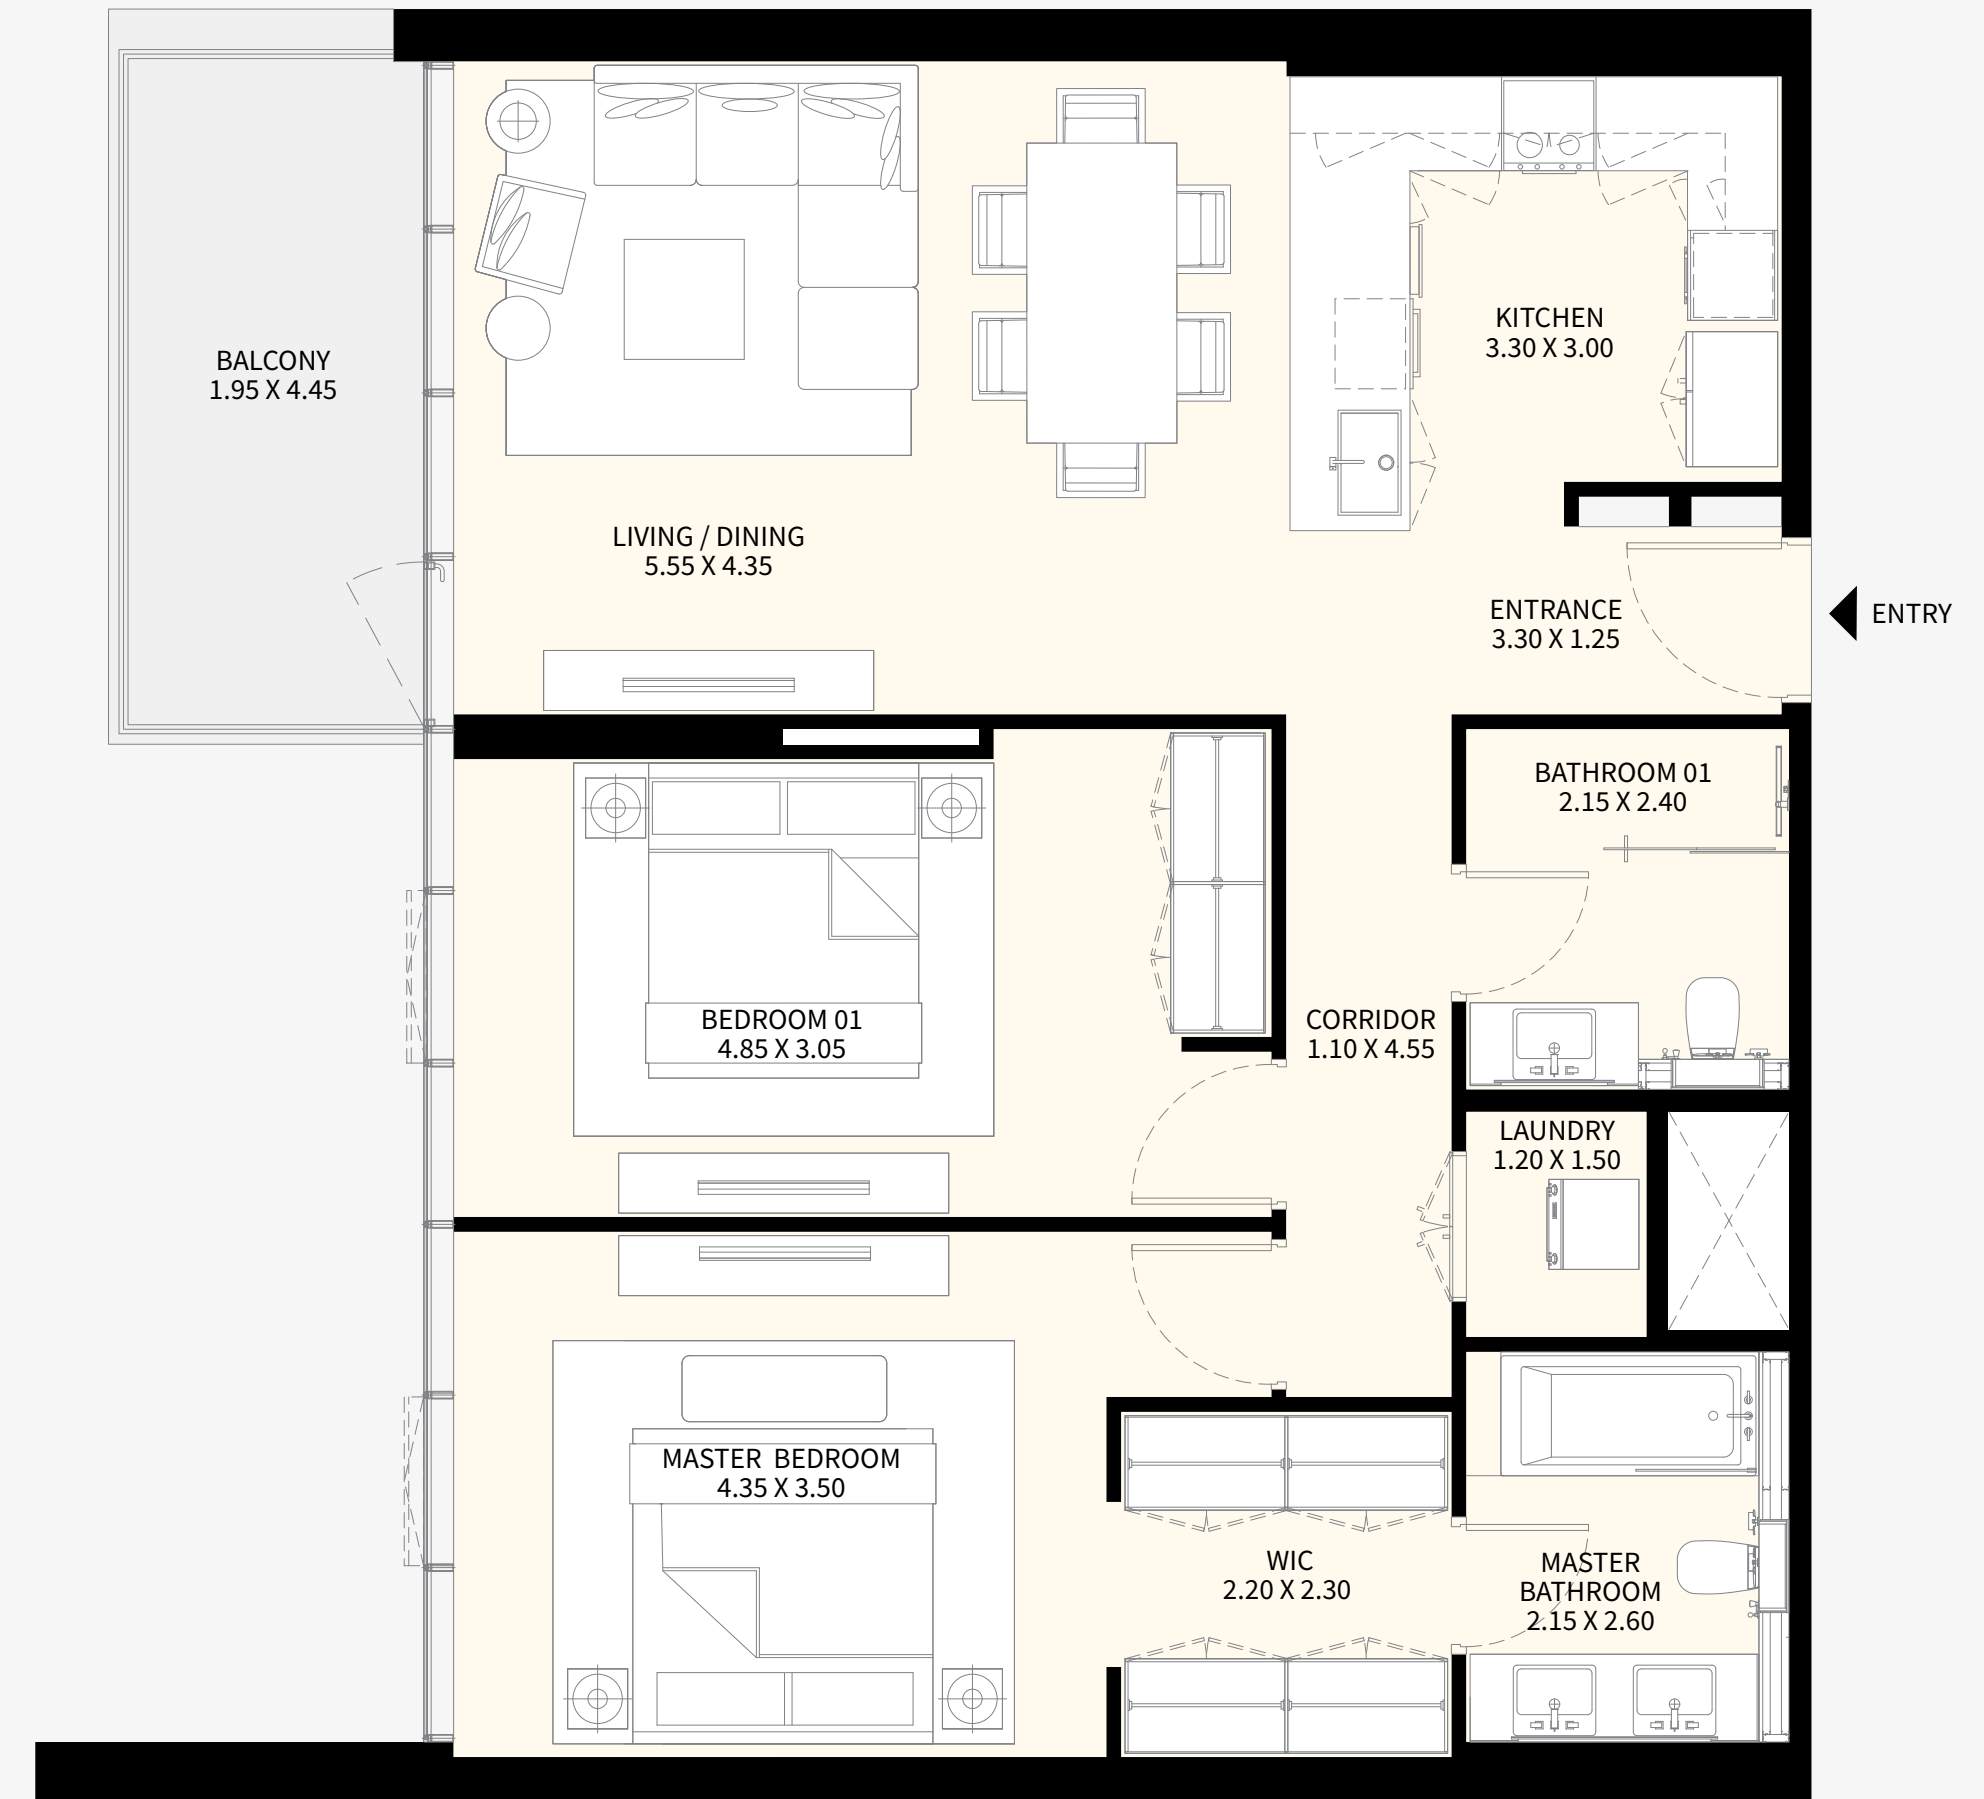 KITCHEN
3.30 X 3.00
BALCONY
1.95 X 4.45
LIVING / DINING
5.55 X 4.35
ENTRANCE
3.30 X 1.25
ENTRY
BATHROOM 01
2.15 X 2.40
BEDROOM 01
4.85 X 3.05
CORRIDOR
1.10 X 4.55
LAUNDRY
1.20 X 1.50
MASTER BEDROOM
4.35 X 3.50
WIC
2.20 X 2.30
MASTER
BATHROOM
2.15 X 2.60